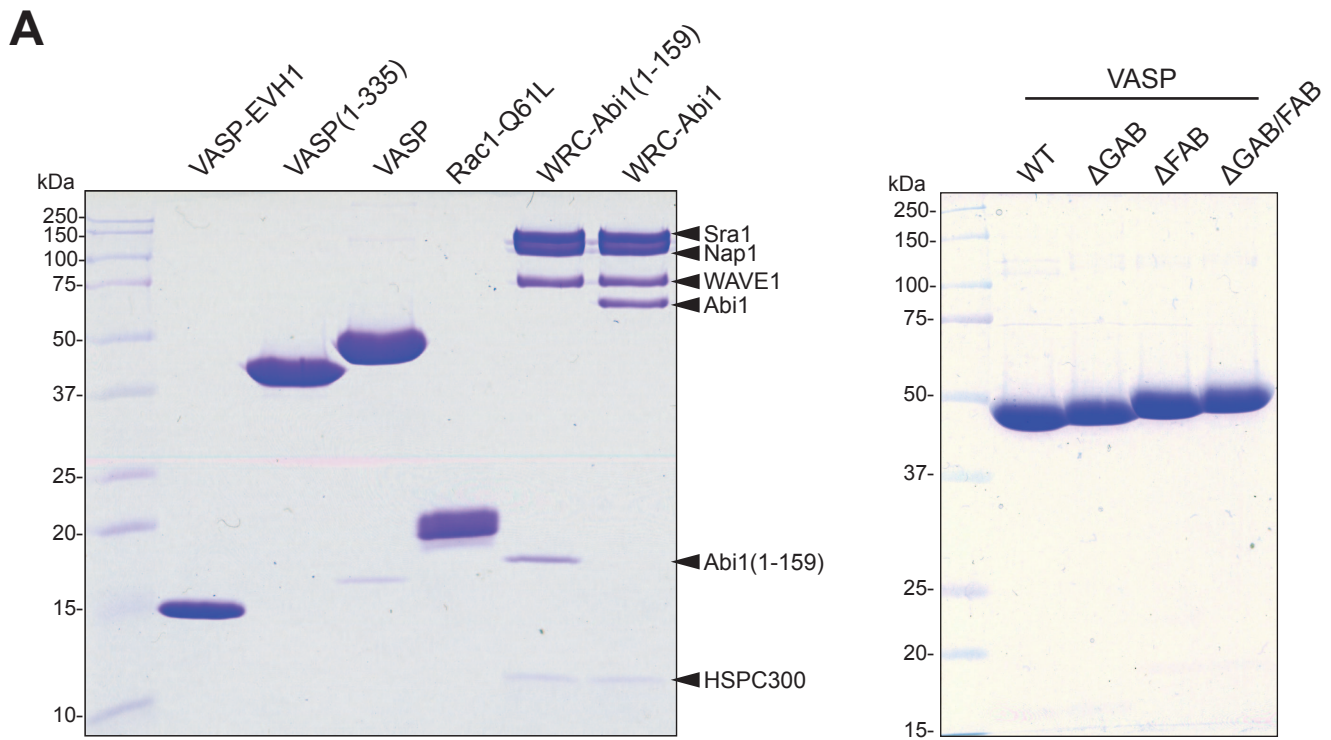 A
VASP-EVH1
VASP(1-335)
VASP
Rac1-Q61L
WRC-Abi1(1-159)
WRC-Abi1
kDa
250-
150-
100-
75-
50-
37-
25-
20-
15-
10-
Sra1
Nap1
WAVE1
Abi1
Abi1(1-159)
HSPC300
VASP
WT
ΔGAB
ΔFAB
ΔGAB/FAB
kDa
250-
150-
100-
75-
50-
37-
25-
20-
15-